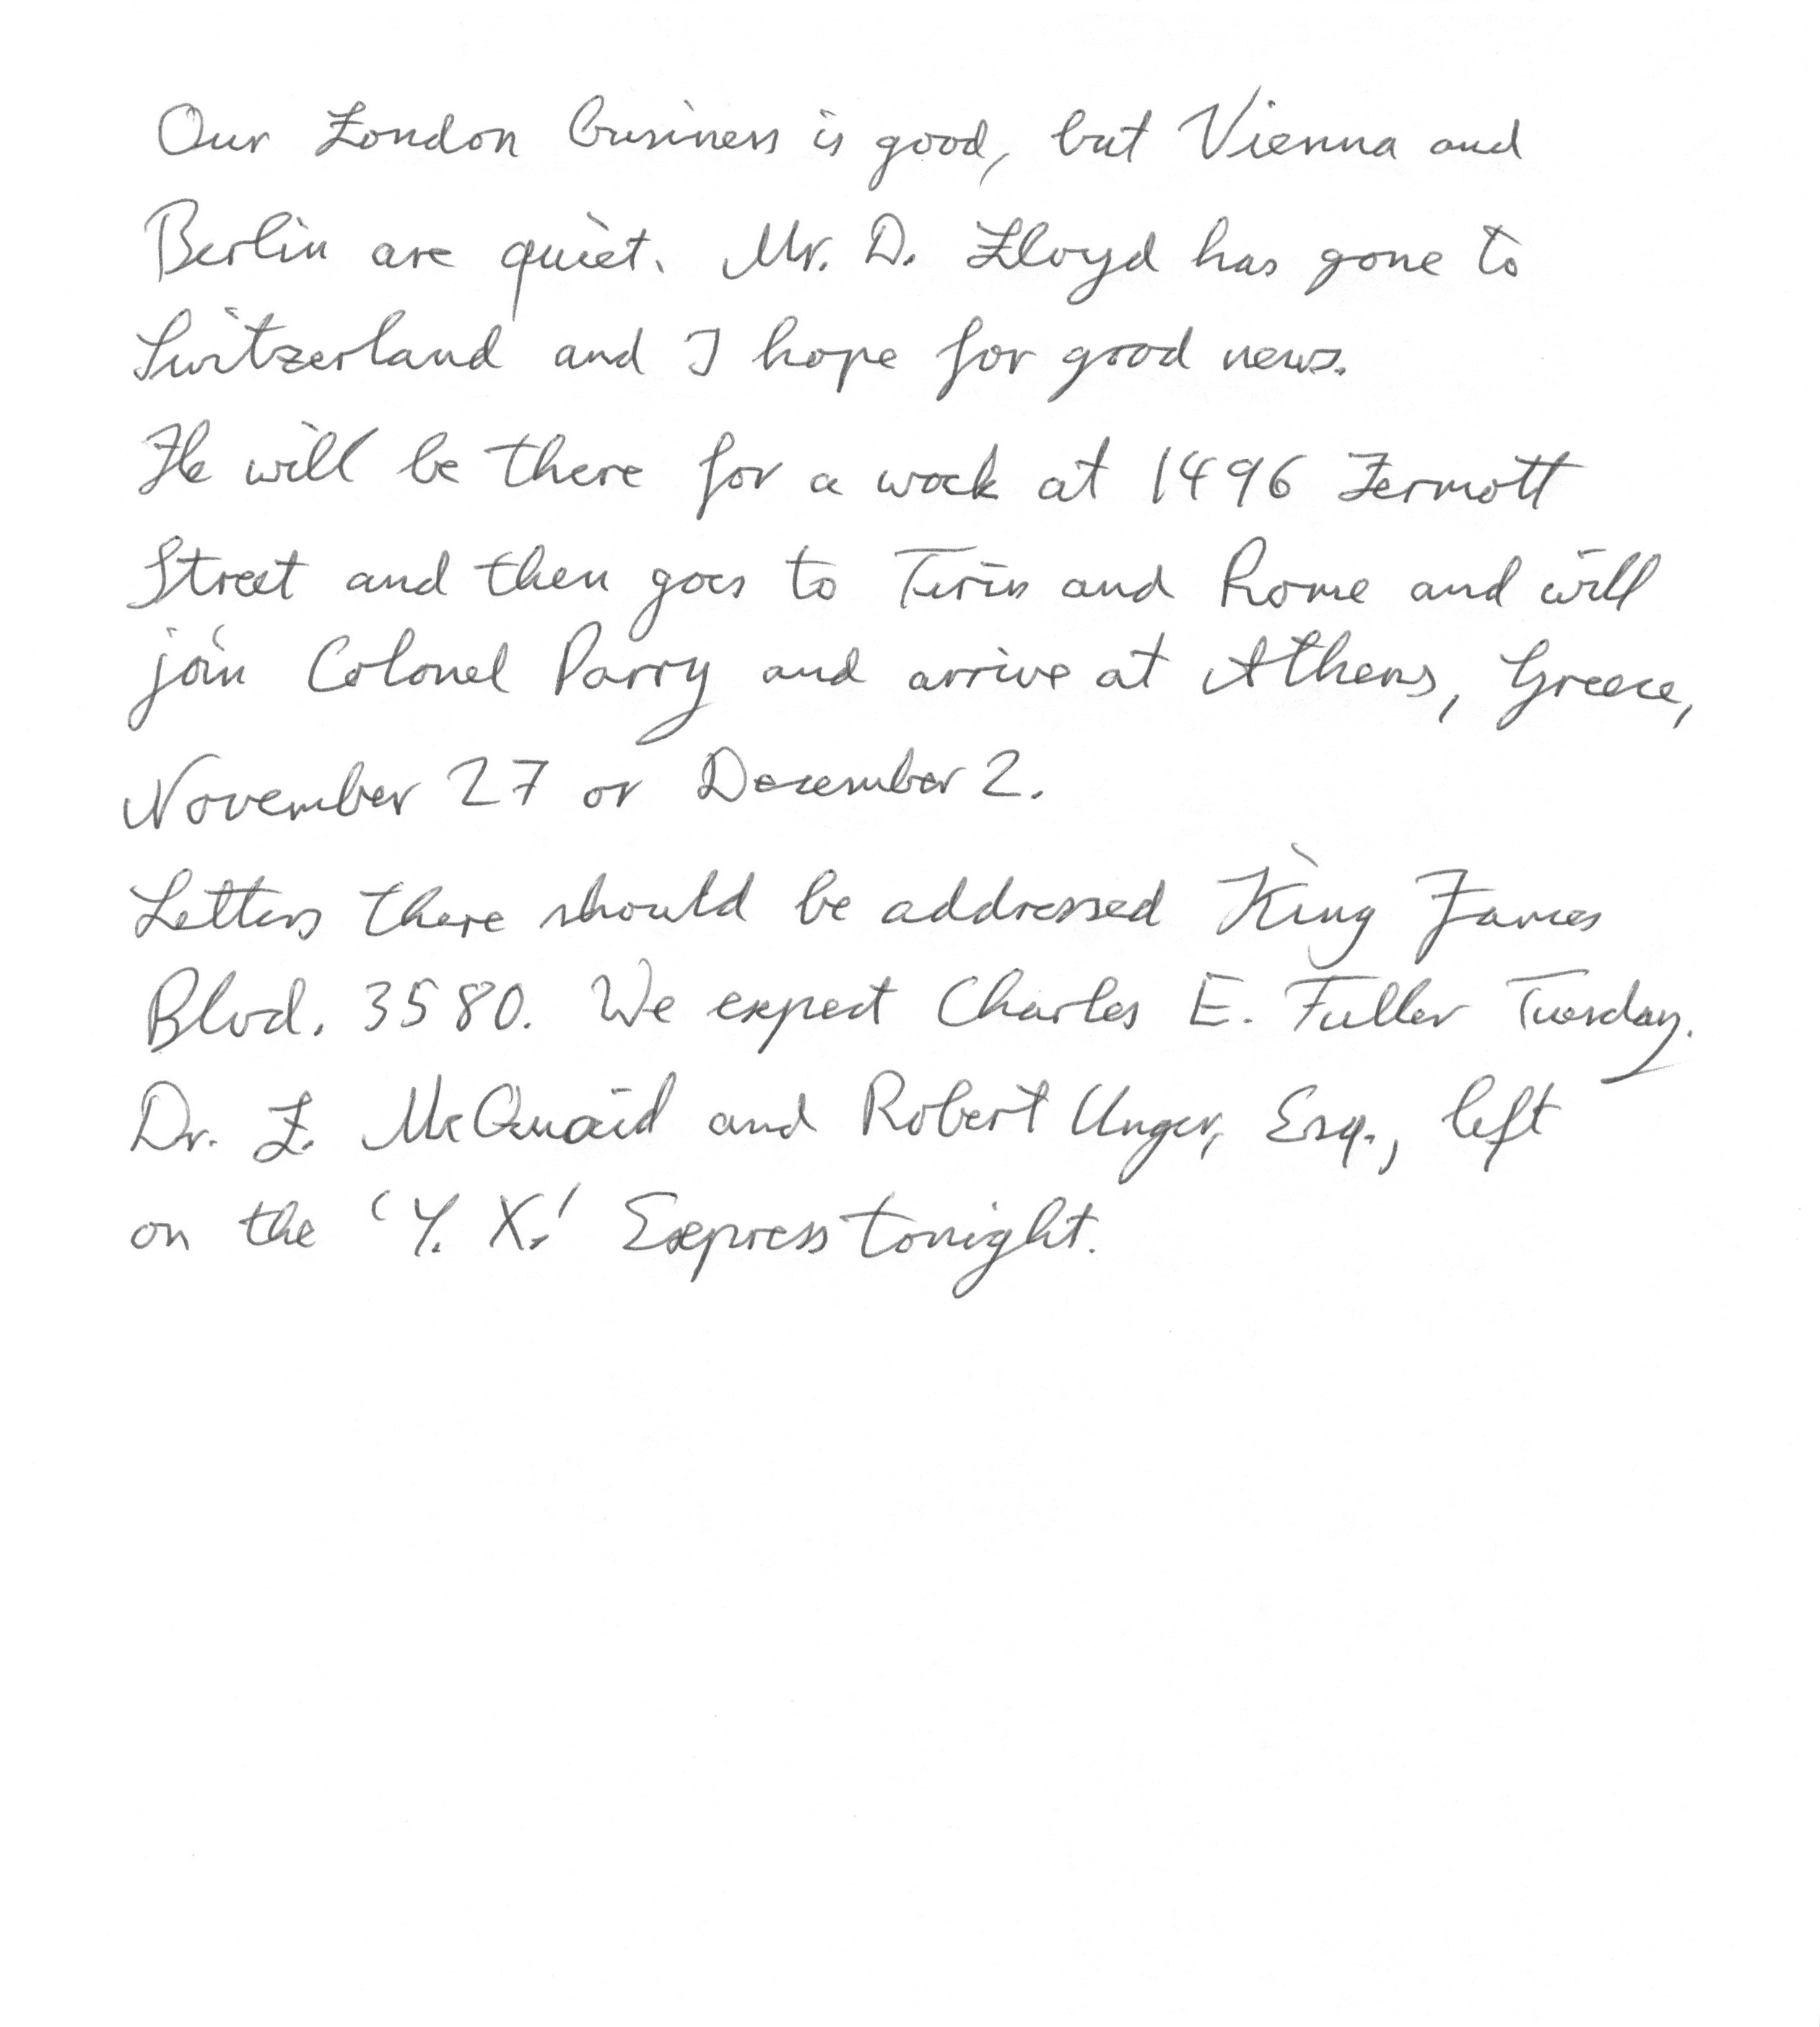 Our London business is good, but Vienna and
Berlin are quiet. Mr. D. Lloyd has gone to
Switzerland and I hope for good news.
He will be there for a week at 1496 Zermott
Street and then goes to Turin and Rome and will
join Colonel Parry and arrive at Athens, Greece,
November 27 or December 2.
Letters there should be addressed King James
Blvd. 3580. We expect Charles E. Fuller Tuesday.
Dr. L. McQuaid and Robert Unger, Esq., left
on the 'Y. X.' Express tonight.